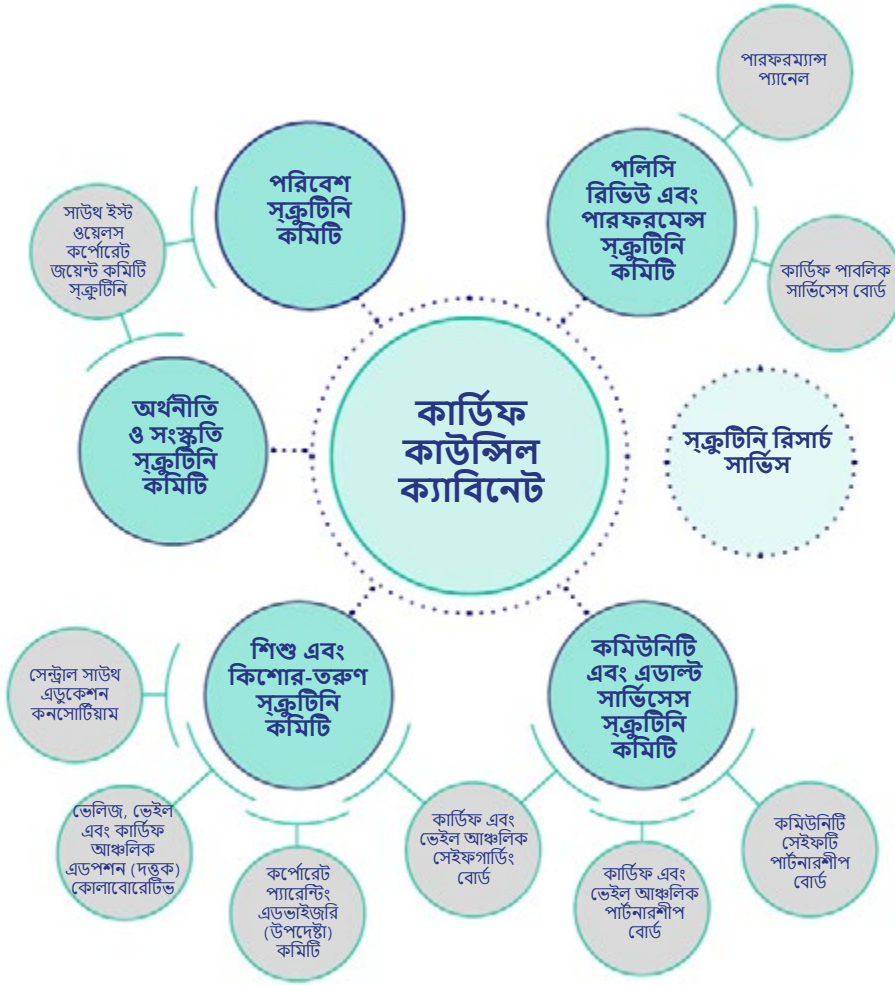 পারফরম্যান্স
প্যানেল
পরিবেশ
স্ক্রুটিনি
কমিটি
পলিসি
রিভিউ এবং
পারফরমেন্স
স্ক্রুটিনি
কমিটি
সাউথ ইস্ট
ওয়েলস
কর্পোরেট
জয়েন্ট কমিটি
স্ক্রুটিনি
কার্ডিফ পাবলিক
সার্ভিসেস বোর্ড
অর্থনীতি
ও সংস্কৃতি
স্ক্রুটিনি
কমিটি
কার্ডিফ
কাউন্সিল
ক্যাবিনেট
স্ক্রুটিনি রিসার্চ
সার্ভিস
শিশু এবং
কিশোর-তরুণ
স্ক্রুটিনি
কমিটি
কমিউনিটি
এবং এডাল্ট
সার্ভিসেস
স্ক্রুটিনি
কমিটি
সেন্ট্রাল সাউথ
এডুকেশন
কনসোর্টিয়াম
ভেলিজ, ভেইল
এবং কার্ডিফ
আঞ্চলিক
এডপশন (দত্তক)
কোলাবোরেটিভ
কর্পোরেট
প্যারেন্টিং
এডভাইজরি
(উপদেষ্টা)
কমিটি
কার্ডিফ এবং
ভেইল আঞ্চলিক
সেইফগার্ডিং
বোর্ড
কার্ডিফ এবং
ভেইল আঞ্চলিক
পার্টনারশীপ
বোর্ড
কমিউনিটি
সেইফটি
পার্টনারশীপ
বোর্ড